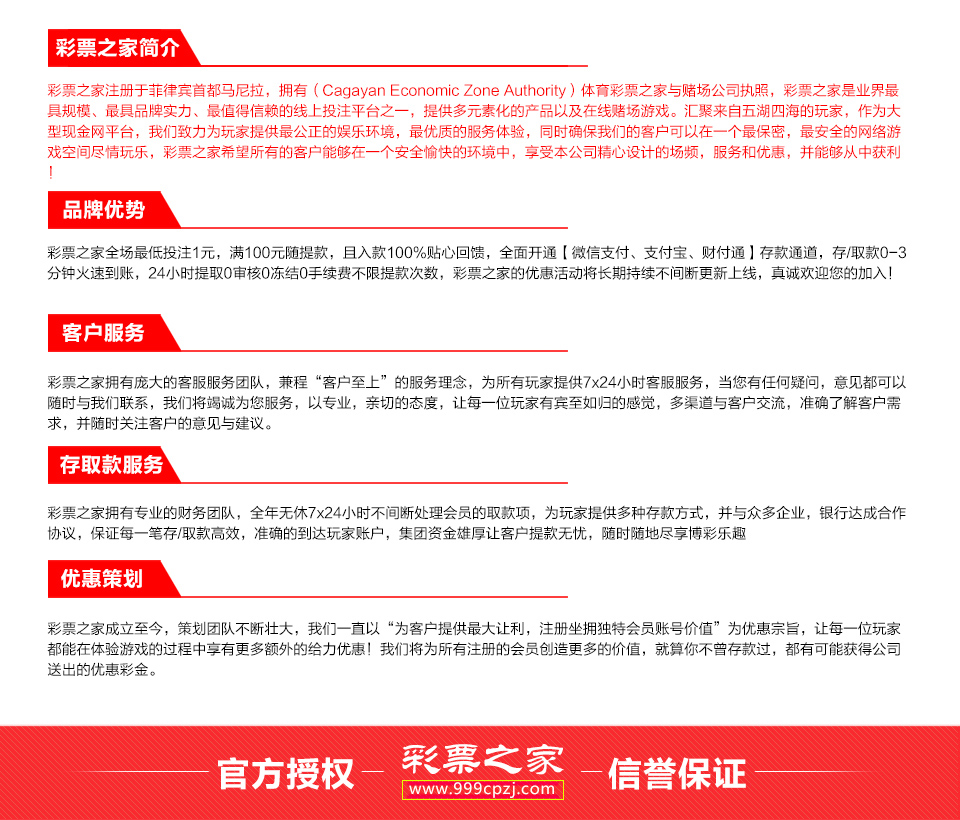 彩票之家简介
彩票之家注册于菲律宾首都马尼拉，拥有（Cagayan Economic Zone Authority）体育彩票之家与赌场公司执照，彩票之家是业界最
具规模、最具品牌实力、最值得信赖的线上投注平台之一，提供多元素化的产品以及在线赌场游戏。汇聚来自五湖四海的玩家，作为大
型现金网平台，我们致力为玩家提供最公正的娱乐环境，最优质的服务体验，同时确保我们的客户可以在一个最保密，最安全的网络游
戏空间尽情玩乐，彩票之家希望所有的客户能够在一个安全愉快的环境中，享受本公司精心设计的场频，服务和优惠，并能够从中获利
！
品牌优势
彩票之家全场最低投注1元，满100元随提款，且入款100%贴心回馈，全面开通【微信支付、支付宝、财付通】存款通道，存/取款0-3
分钟火速到账，24小时提取0审核0冻结0手续费不限提款次数，彩票之家的优惠活动将长期持续不间断更新上线，真诚欢迎您的加入！
客户服务
彩票之家拥有庞大的客服服务团队，兼程“客户至上”的服务理念，为所有玩家提供7x24小时客服服务，当您有任何疑问，意见都可以
随时与我们联系，我们将竭诚为您服务，以专业，亲切的态度，让每一位玩家有宾至如归的感觉，多渠道与客户交流，准确了解客户需
求，并随时关注客户的意见与建议。
存取款服务
彩票之家拥有专业的财务团队，全年无休7x24小时不间断处理会员的取款项，为玩家提供多种存款方式，并与众多企业，银行达成合作
协议，保证每一笔存/取款高效，准确的到达玩家账户，集团资金雄厚让客户提款无忧，随时随地尽享博彩乐趣
优惠策划
彩票之家成立至今，策划团队不断壮大，我们一直以“为客户提供最大让利，注册坐拥独特会员账号价值”为优惠宗旨，让每一位玩家
都能在体验游戏的过程中享有更多额外的给力优惠！我们将为所有注册的会员创造更多的价值，就算你不曾存款过，都有可能获得公司
送出的优惠彩金。
官方授权
彩票之家
www.999cpzj.com
信誉保证